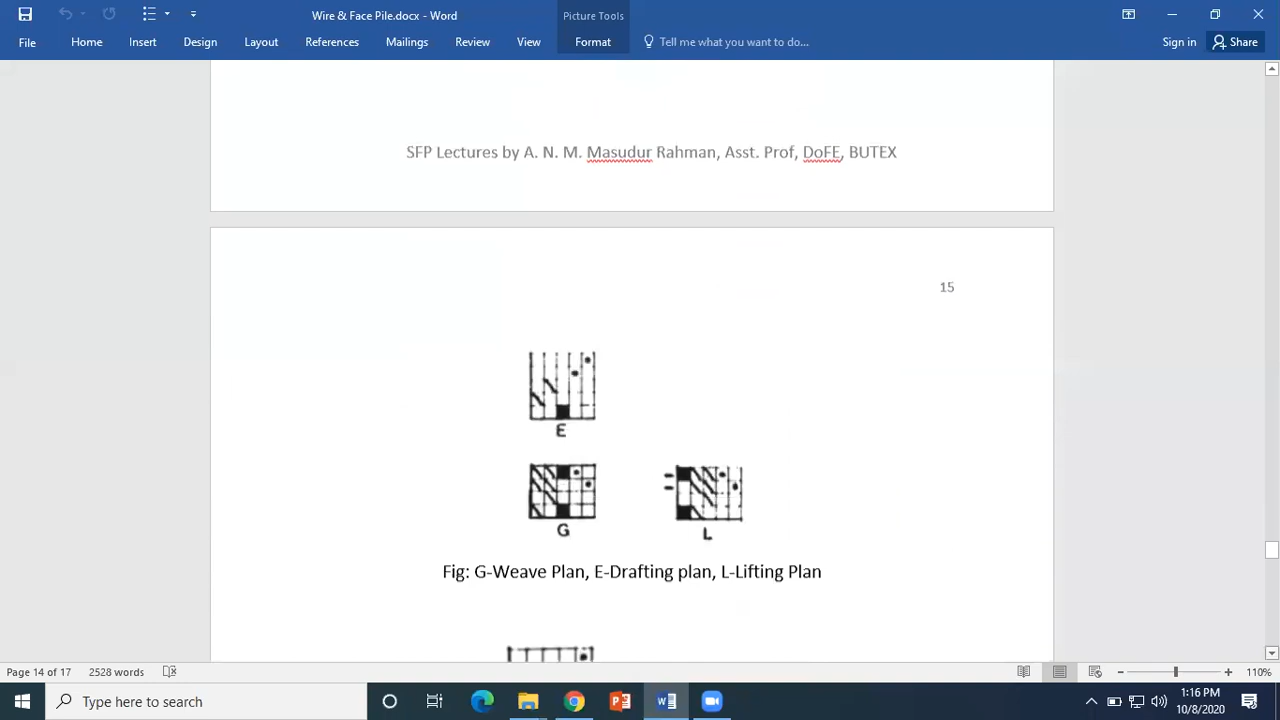 Wire & Face Pile.docx - Word
Picture Tools
File
Home
Insert
Design
Layout
References
Mailings
Review
View
Format
Tell me what you want to do...
Sign in
Share
SFP Lectures by A. N. M. Masudur Rahman, Asst. Prof, DoFE, BUTEX
15
E
G
L
Fig: G-Weave Plan, E-Drafting plan, L-Lifting Plan
Page 14 of 17
2528 words
110%
Type here to search
1:16 PM
10/8/2020